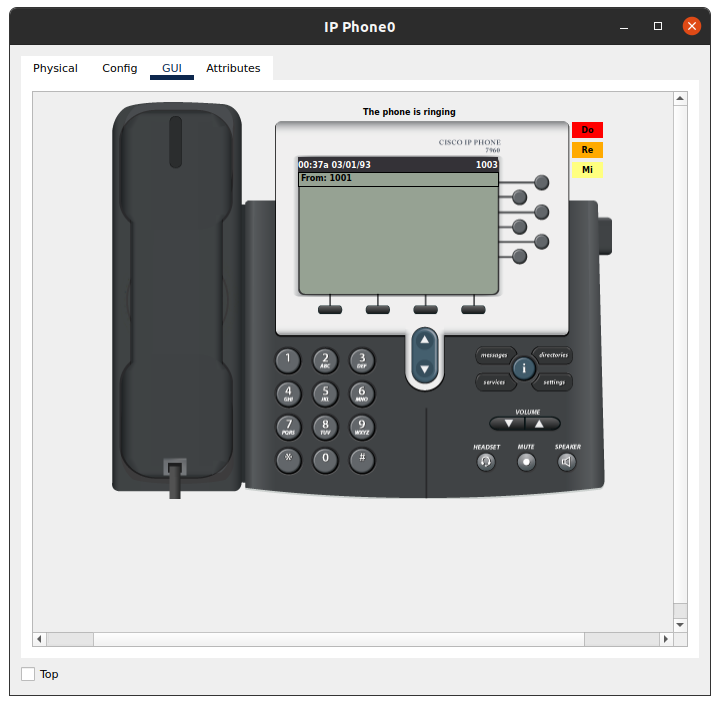 IP Phone0
Physical Config GUI Attributes
The phone is ringing
Do
CISCO IP PHONE
7960
Re
00:37a 03/01/93 1003
Mi
From: 1001
1 2 ABC 3 DEF
messages directories
i
services settings
4 GHI 5 JKL 6 MNO
VOLUME
7 PQRS 8 TUV 9 WXYZ
HEADSET MUTE SPEAKER
* 0 #
Top